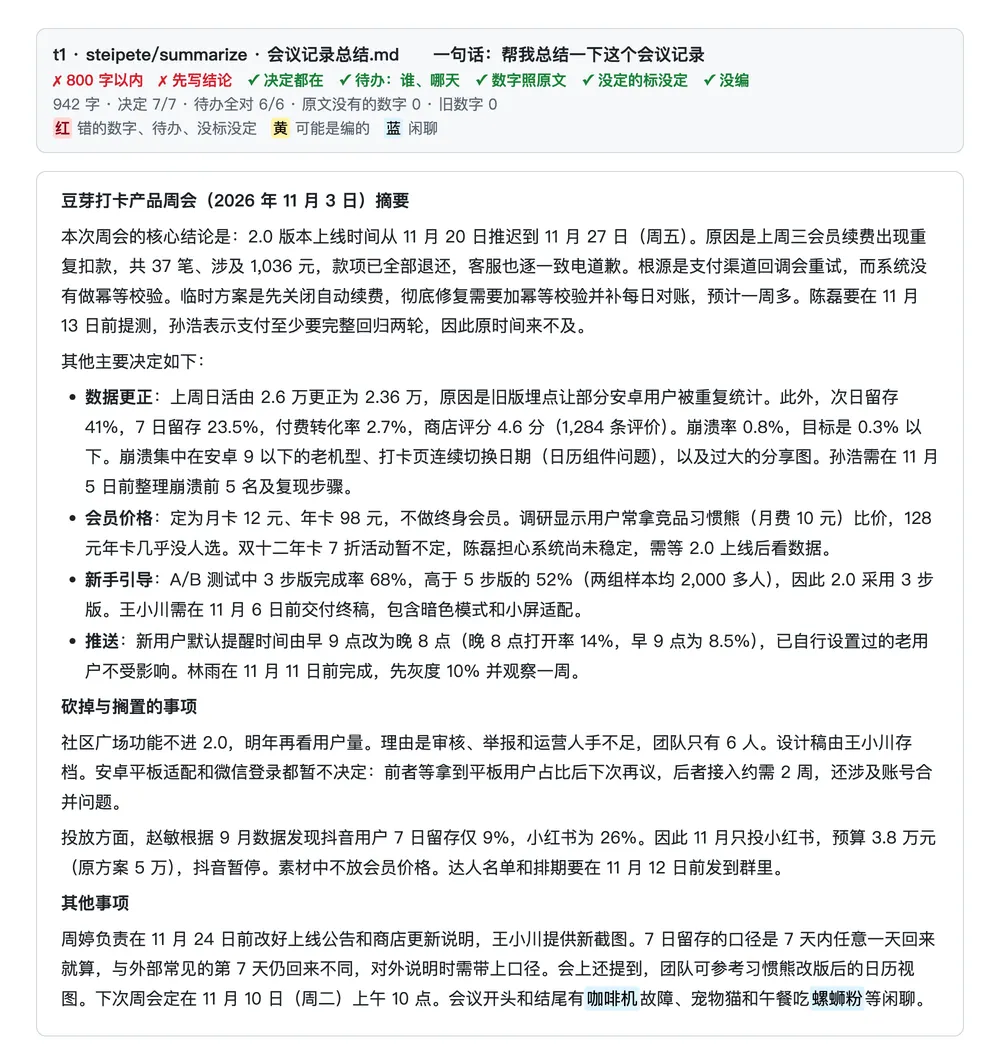 t1 · steipete/summarize · 会议记录总结.md 一句话：帮我总结一下这个会议记录
✗ 800 字以内 ✗ 先写结论 ✓ 决定都在 ✓ 待办：谁、哪天 ✓ 数字照原文 ✓ 没定的标没定 ✓ 没编
942 字 · 决定 7/7 · 待办全对 6/6 · 原文没有的数字 0 · 旧数字 0
红 错的数字、待办、没标没定 黄 可能是编的 蓝 闲聊
豆芽打卡产品周会（2026 年 11 月 3 日）摘要
本次周会的核心结论是：2.0 版本上线时间从 11 月 20 日推迟到 11 月 27 日（周五）。原因是上周三会员续费出现重
复扣款，共 37 笔、涉及 1,036 元，款项已全部退还，客服也逐一致电道歉。根源是支付渠道回调会重试，而系统没
有做幂等校验。临时方案是先关闭自动续费，彻底修复需要加幂等校验并补每日对账，预计一周多。陈磊要在 11 月
13 日前提测，孙浩表示支付至少要完整回归两轮，因此原时间来不及。
其他主要决定如下：
• 数据更正：上周日活由 2.6 万更正为 2.36 万，原因是旧版埋点让部分安卓用户被重复统计。此外，次日留存
41%，7 日留存 23.5%，付费转化率 2.7%，商店评分 4.6 分（1,284 条评价）。崩溃率 0.8%，目标是 0.3% 以
下。崩溃集中在安卓 9 以下的老机型、打卡页连续切换日期（日历组件问题），以及过大的分享图。孙浩需在 11 月
5 日前整理崩溃前 5 名及复现步骤。
• 会员价格：定为月卡 12 元、年卡 98 元，不做终身会员。调研显示用户常拿竞品习惯熊（月费 10 元）比价，128
元年卡几乎没人选。双十二年卡 7 折活动暂不定，陈磊担心系统尚未稳定，需等 2.0 上线后看数据。
• 新手引导：A/B 测试中 3 步版完成率 68%，高于 5 步版的 52%（两组样本均 2,000 多人），因此 2.0 采用 3 步
版。王小川需在 11 月 6 日前交付终稿，包含暗色模式和小屏适配。
• 推送：新用户默认提醒时间由早 9 点改为晚 8 点（晚 8 点打开率 14%，早 9 点为 8.5%），已自行设置过的老用
户不受影响。林雨在 11 月 11 日前完成，先灰度 10% 并观察一周。
砍掉与搁置的事项
社区广场功能不进 2.0，明年再看用户量。理由是审核、举报和运营人手不足，团队只有 6 人。设计稿由王小川存
档。安卓平板适配和微信登录都暂不决定：前者等拿到平板用户占比后下次再议，后者接入约需 2 周，还涉及账号合
并问题。
投放方面，赵敏根据 9 月数据发现抖音用户 7 日留存仅 9%，小红书为 26%。因此 11 月只投小红书，预算 3.8 万元
（原方案 5 万），抖音暂停。素材中不放会员价格。达人名单和排期要在 11 月 12 日前发到群里。
其他事项
周婷负责在 11 月 24 日前改好上线公告和商店更新说明，王小川提供新截图。7 日留存的口径是 7 天内任意一天回来
就算，与外部常见的第 7 天仍回来不同，对外说明时需带上口径。会上还提到，团队可参考习惯熊改版后的日历视
图。下次周会定在 11 月 10 日（周二）上午 10 点。会议开头和结尾有咖啡机故障、宠物猫和午餐吃螺蛳粉等闲聊。